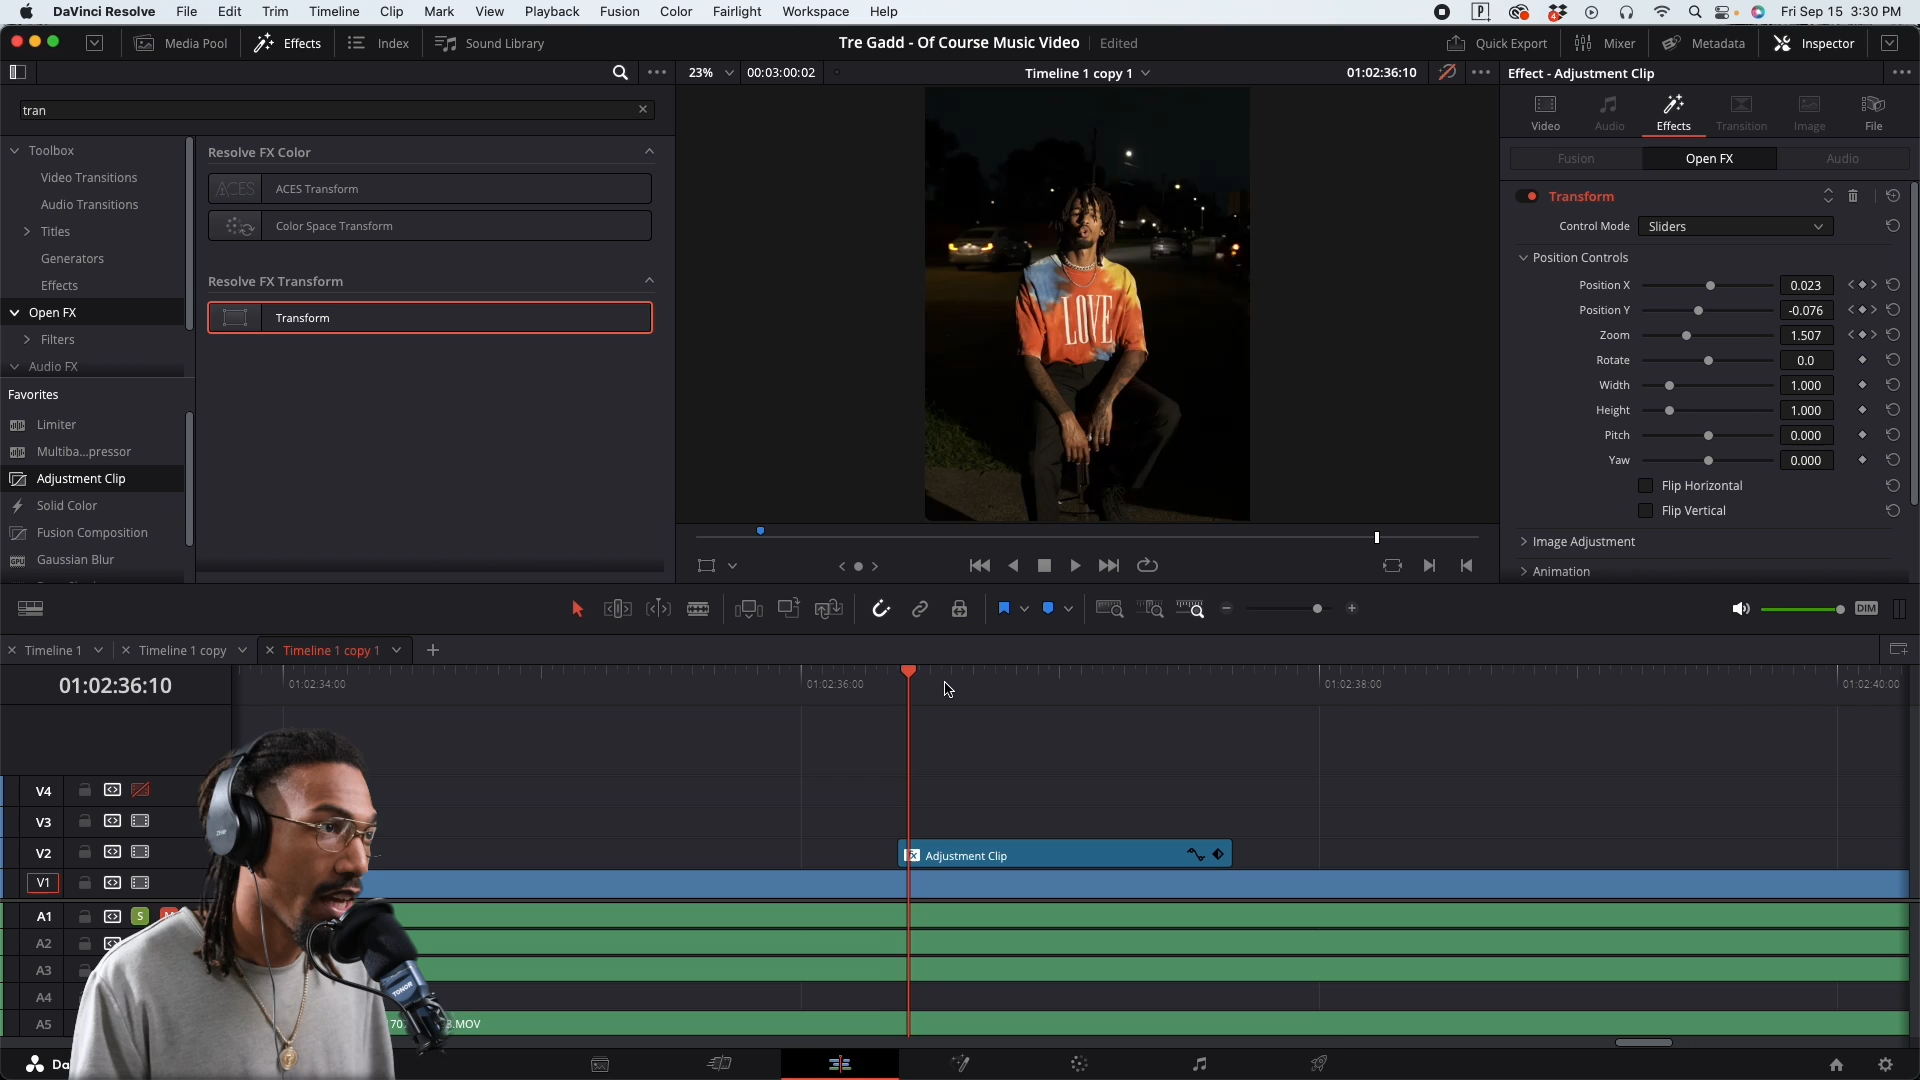 DaVinci Resolve File Edit Trim Timeline Clip Mark View Playback Fusion Color Fairlight Workspace Help Fri Sep 15 3:30 PM
Media Pool Effects Index Sound Library Tre Gadd - Of Course Music Video Edited Quick Export Mixer Metadata Inspector
23% 00:03:00:02 Timeline 1 copy 1 01:02:36:10 Effect - Adjustment Clip
tran
Video Audio Effects Transition Image File
Fusion Open FX Audio
Toolbox
Video Transitions
Audio Transitions
Titles
Generators
Effects
Open FX
Filters
Audio FX
Favorites
Limiter
Multiba...pressor
Adjustment Clip
Solid Color
Fusion Composition
Gaussian Blur
Resolve FX Color
ACES ACES Transform
Color Space Transform
Resolve FX Transform
Transform
LOVE
Transform
Control Mode Sliders
Position Controls
Position X 0.023
Position Y -0.076
Zoom 1.507
Rotate 0.0
Width 1.000
Height 1.000
Pitch 0.000
Yaw 0.000
Flip Horizontal
Flip Vertical
Image Adjustment
Animation
DIM
Timeline 1 Timeline 1 copy Timeline 1 copy 1
01:02:36:10 01:02:34:00 01:02:36:00 01:02:38:00 01:02:40:00
V4
V3
V2 fx Adjustment Clip
V1
A1 S M
A2
A3
A4
A5 B.MOV
TONOR
Da